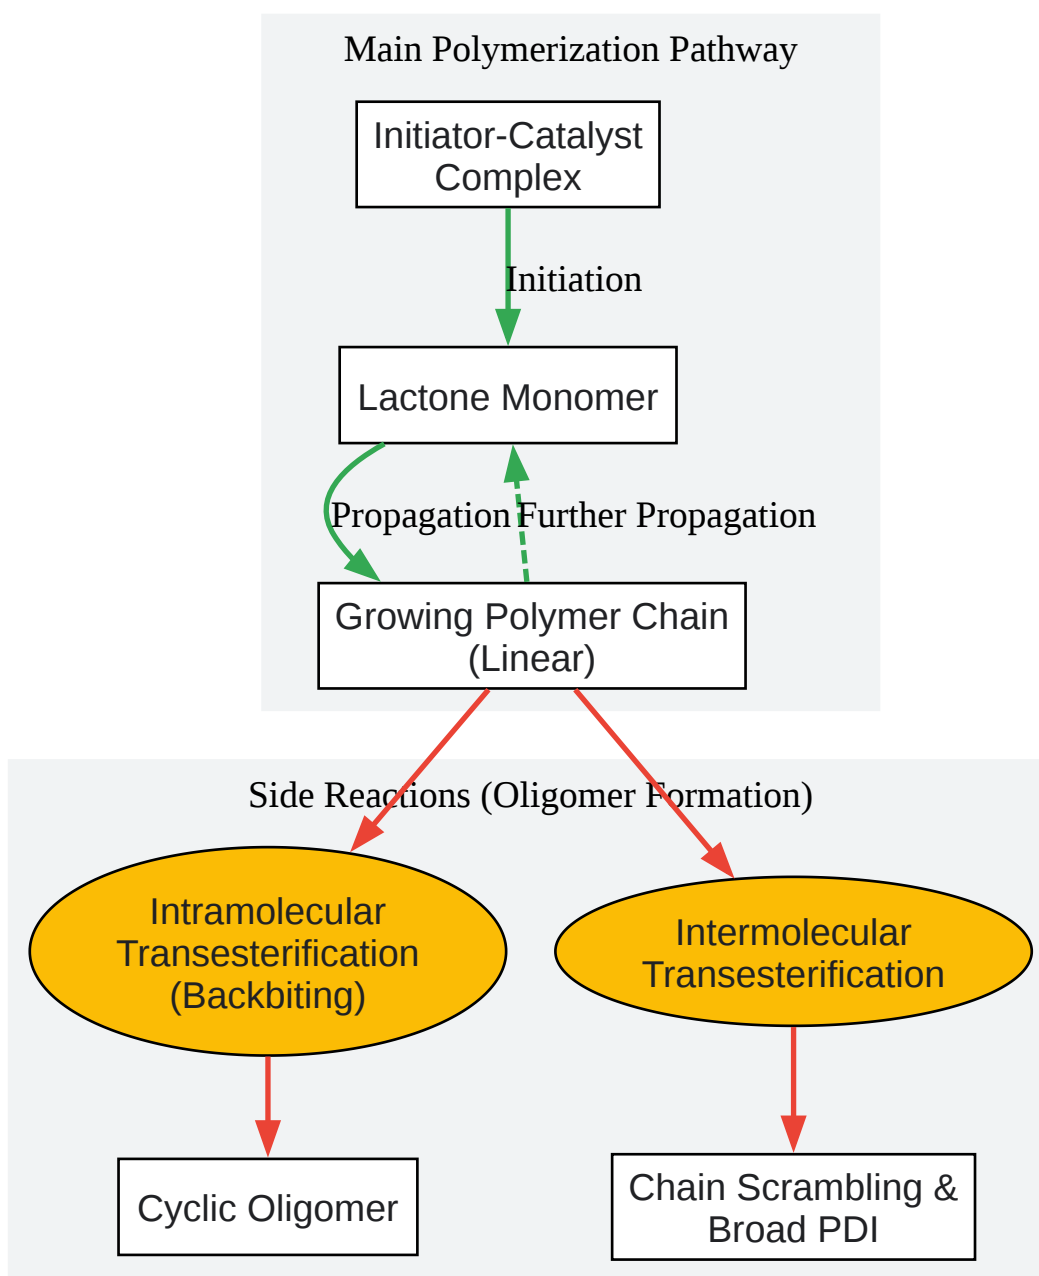 Main Polymerization Pathway
Initiator-Catalyst
Complex
Initiation
Lactone Monomer
Propagation
Further Propagation
Growing Polymer Chain
(Linear)
Side Reactions (Oligomer Formation)
Intramolecular
Transesterification
(Backbiting)
Intermolecular
Transesterification
Cyclic Oligomer
Chain Scrambling &
Broad PDI